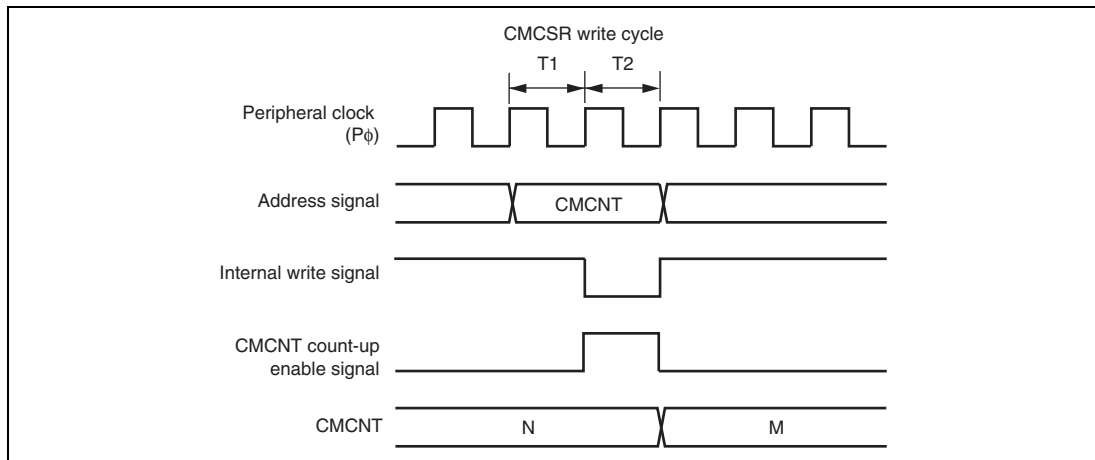 CMCSR write cycle
T1 T2
Peripheral clock
(Pϕ)
Address signal CMCNT
Internal write signal
CMCNT count-up
enable signal
CMCNT N M